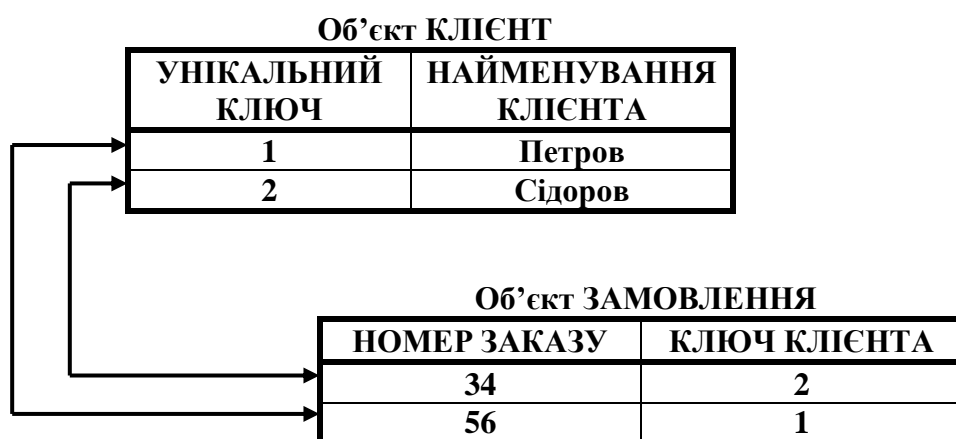 Об’єкт КЛІЄНТ
УНІКАЛЬНИЙ КЛЮЧ НАЙМЕНУВАННЯ КЛІЄНТА
1 Петров
2 Сідоров
Об’єкт ЗАМОВЛЕННЯ
НОМЕР ЗАКАЗУ КЛЮЧ КЛІЄНТА
34 2
56 1